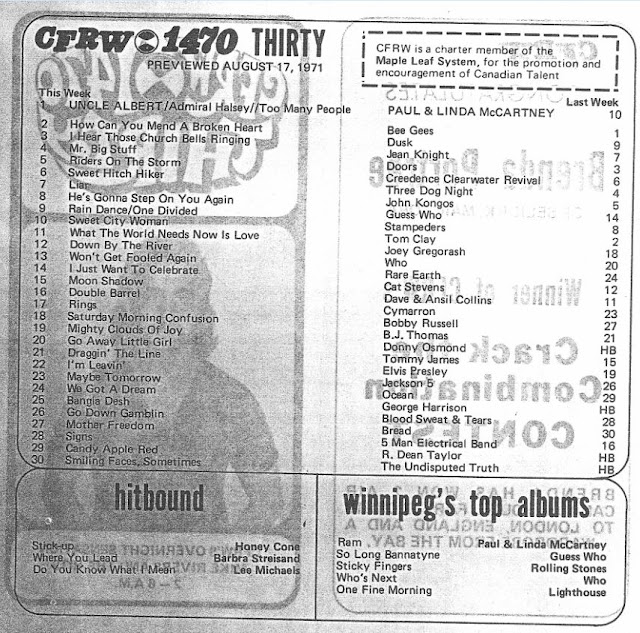 CFRW 1470 THIRTY
PREVIEWED AUGUST 17, 1971
CFRW is a charter member of the
Maple Leaf System, for the promotion and
encouragement of Canadian Talent
This Week Last Week
1 UNCLE ALBERT/Admiral Halsey//Too Many People PAUL & LINDA McCARTNEY 10
2 How Can You Mend A Broken Heart Bee Gees 1
3 I Hear Those Church Bells Ringing Dusk 9
4 Mr. Big Stuff Jean Knight 7
5 Riders On The Storm Doors 3
6 Sweet Hitch Hiker Creedence Clearwater Revival 6
7 Liar Three Dog Night 4
8 He's Gonna Step On You Again John Kongos 5
9 Rain Dance/One Divided Guess Who 14
10 Sweet City Woman Stampeders 8
11 What The World Needs Now Is Love Tom Clay 2
12 Down By The River Joey Gregorash 18
13 Won't Get Fooled Again Who 20
14 I Just Want To Celebrate Rare Earth 24
15 Moon Shadow Cat Stevens 12
16 Double Barrel Dave & Ansil Collins 11
17 Rings Cymarron 23
18 Saturday Morning Confusion Bobby Russell 27
19 Mighty Clouds Of Joy B.J. Thomas 21
20 Go Away Little Girl Donny Osmond HB
21 Draggin' The Line Tommy James 15
22 I'm Leavin' Elvis Presley 19
23 Maybe Tomorrow Jackson 5 26
24 We Got A Dream Ocean 29
25 Bangla Desh George Harrison HB
26 Go Down Gamblin Blood Sweat & Tears 28
27 Mother Freedom Bread 30
28 Signs 5 Man Electrical Band 16
29 Candy Apple Red R. Dean Taylor HB
30 Smiling Faces, Sometimes The Undisputed Truth HB
hitbound
Stick-up Honey Cone
Where You Lead Barbra Streisand
Do You Know What I Mean Lee Michaels
winnipeg's top albums
Ram Paul & Linda McCartney
So Long Bannatyne Guess Who
Sticky Fingers Rolling Stones
Who's Next Who
One Fine Morning Lighthouse